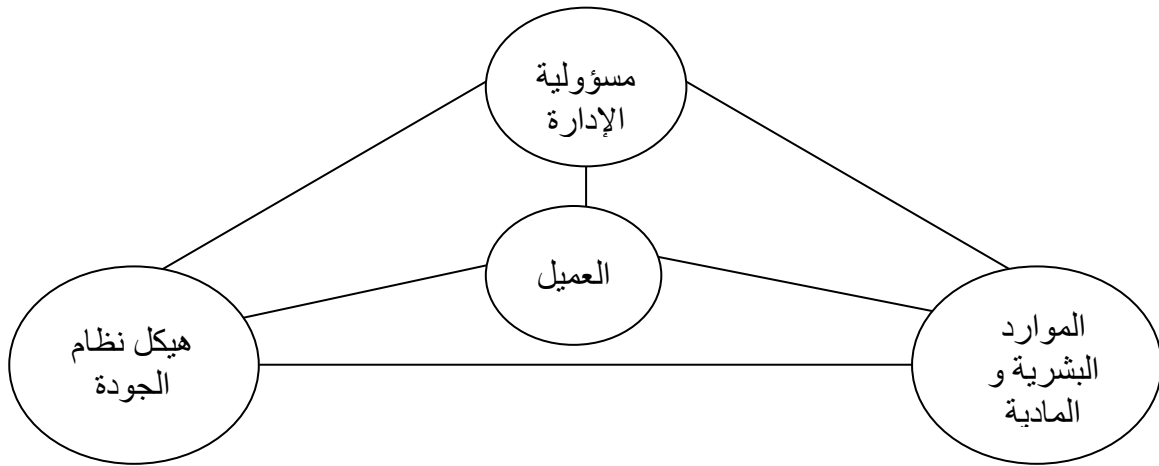 مسؤولية
الإدارة
العميل
الموارد
البشرية و
المادية
هيكل نظام
الجودة